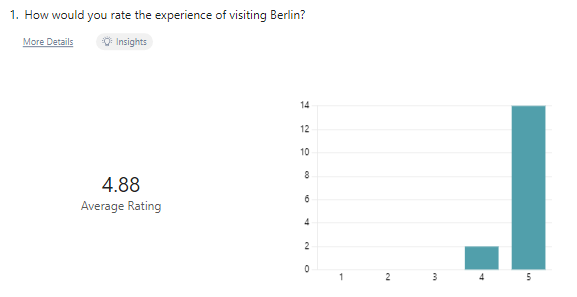 1. How would you rate the experience of visiting Berlin?
More Details
Insights
4.88
Average Rating
14
12
10
8
6
4
2
0
1 2 3 4 5